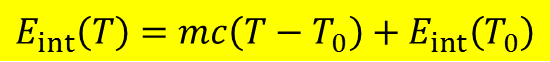 E_int(T) = mc(T − T_0) + E_int(T_0)